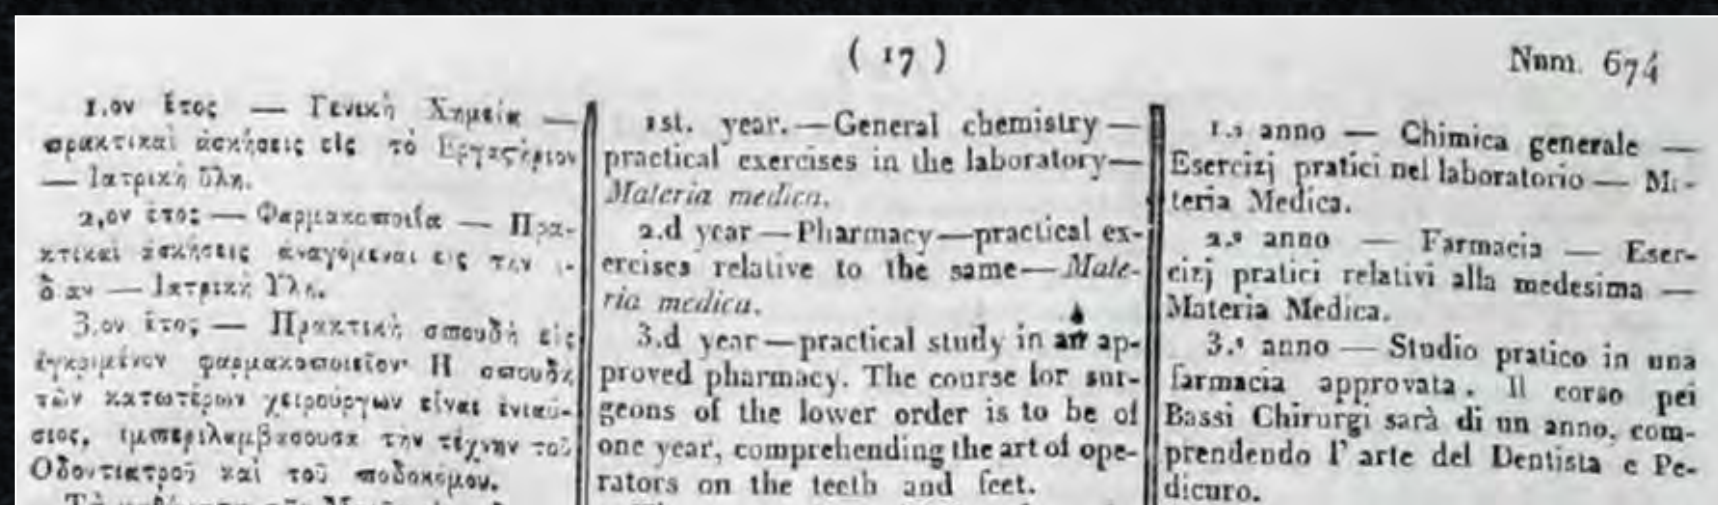 ( 17 )
Num. 674
1.ον ἔτος — Γενικὴ Χημεία —
πρακτικαὶ ἀσκήσεις εἰς τὸ Εργαστήριον
— Ἰατρικὴ ὕλη.
2,ον ἔτος — Φαρμακοποιΐα — Πρα-
κτικαὶ ἀσκήσεις ἀναγόμεναι εἰς την
— Ἰατρικὴ Ὕλη.
3.ον ἔτος — Πρακτικὴ σπουδὴ εἰς
ἐγκριμένον φαρμακοποιεῖον· Η σπουδὴ
τῶν κατωτέρων χειρούργων εἶναι ἐνιαύ-
σιος, ἐμπεριλαμβάσουσα την τέχνην τοῦ
Ὀδοντιατροῦ καὶ τοῦ ποδοκόμου.
1st. year.—General chemistry—
practical exercises in the laboratory—
Materia medica.
2.d year—Pharmacy—practical ex-
ercises relative to the same—Mate-
ria medica.
3.d year—practical study in an ap-
proved pharmacy. The course for sur-
geons of the lower order is to be of
one year, comprehending the art of ope-
rators on the teeth and feet.
1.º anno — Chimica generale —
Esercizj pratici nel laboratorio — Ma-
teria Medica.
2.º anno — Farmacia — Eser-
cizj pratici relativi alla medesima —
Materia Medica.
3.º anno — Studio pratico in una
farmacia approvata. Il corso pei
Bassi Chirurgi sarà di un anno, com-
prendendo l'arte del Dentista e Pe-
dicuro.